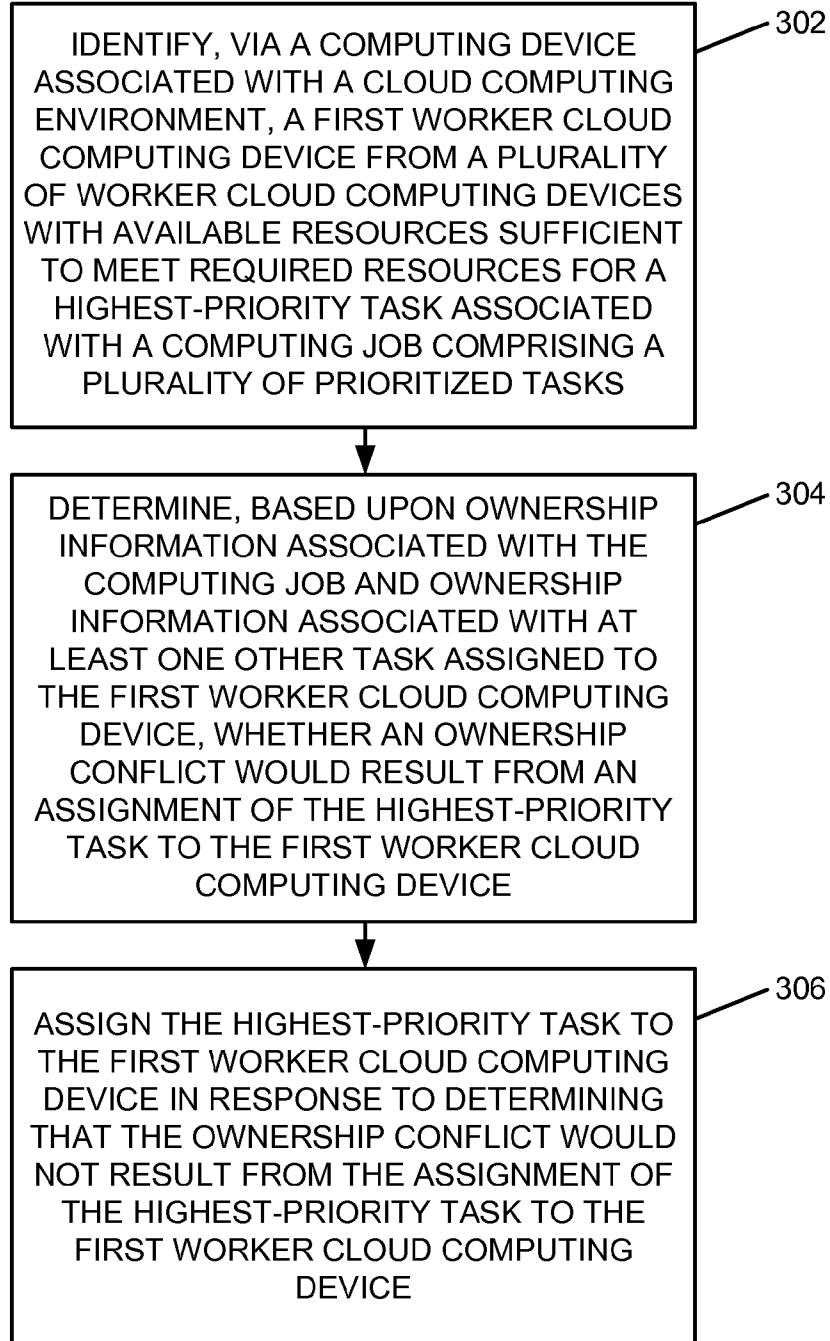 302
IDENTIFY, VIA A COMPUTING DEVICE
ASSOCIATED WITH A CLOUD COMPUTING
ENVIRONMENT, A FIRST WORKER CLOUD
COMPUTING DEVICE FROM A PLURALITY
OF WORKER CLOUD COMPUTING DEVICES
WITH AVAILABLE RESOURCES SUFFICIENT
TO MEET REQUIRED RESOURCES FOR A
HIGHEST-PRIORITY TASK ASSOCIATED
WITH A COMPUTING JOB COMPRISING A
PLURALITY OF PRIORITIZED TASKS
304
DETERMINE, BASED UPON OWNERSHIP
INFORMATION ASSOCIATED WITH THE
COMPUTING JOB AND OWNERSHIP
INFORMATION ASSOCIATED WITH AT
LEAST ONE OTHER TASK ASSIGNED TO
THE FIRST WORKER CLOUD COMPUTING
DEVICE, WHETHER AN OWNERSHIP
CONFLICT WOULD RESULT FROM AN
ASSIGNMENT OF THE HIGHEST-PRIORITY
TASK TO THE FIRST WORKER CLOUD
COMPUTING DEVICE
306
ASSIGN THE HIGHEST-PRIORITY TASK TO
THE FIRST WORKER CLOUD COMPUTING
DEVICE IN RESPONSE TO DETERMINING
THAT THE OWNERSHIP CONFLICT WOULD
NOT RESULT FROM THE ASSIGNMENT OF
THE HIGHEST-PRIORITY TASK TO THE
FIRST WORKER CLOUD COMPUTING
DEVICE